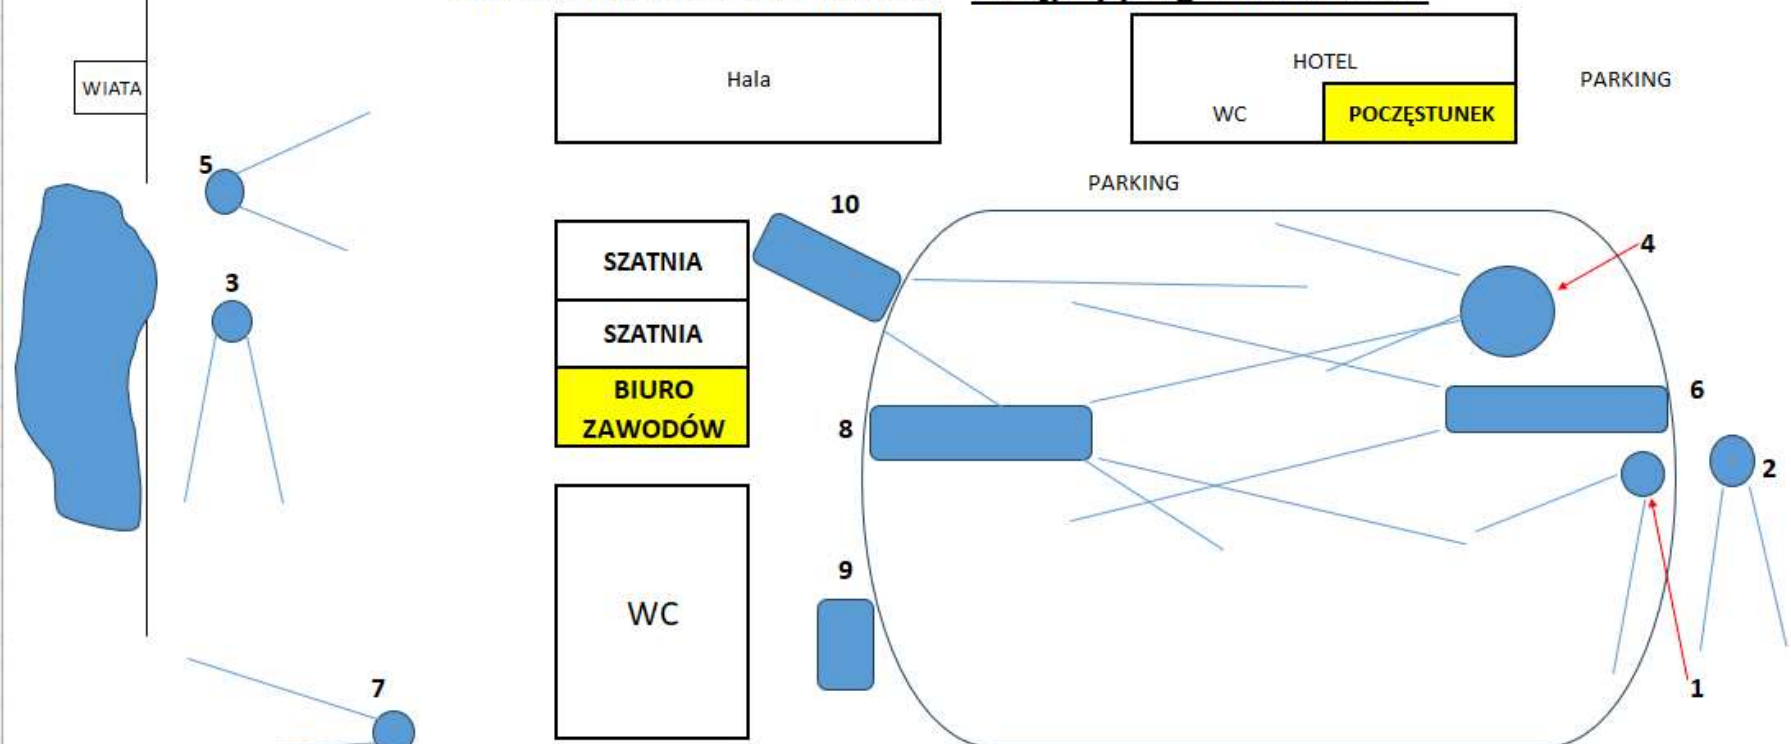 WIATA
Hala
HOTEL
WC
POCZĘSTUNEK
PARKING
PARKING
5
3
10
4
SZATNIA
SZATNIA
BIURO
ZAWODÓW
8
6
2
9
WC
7
1